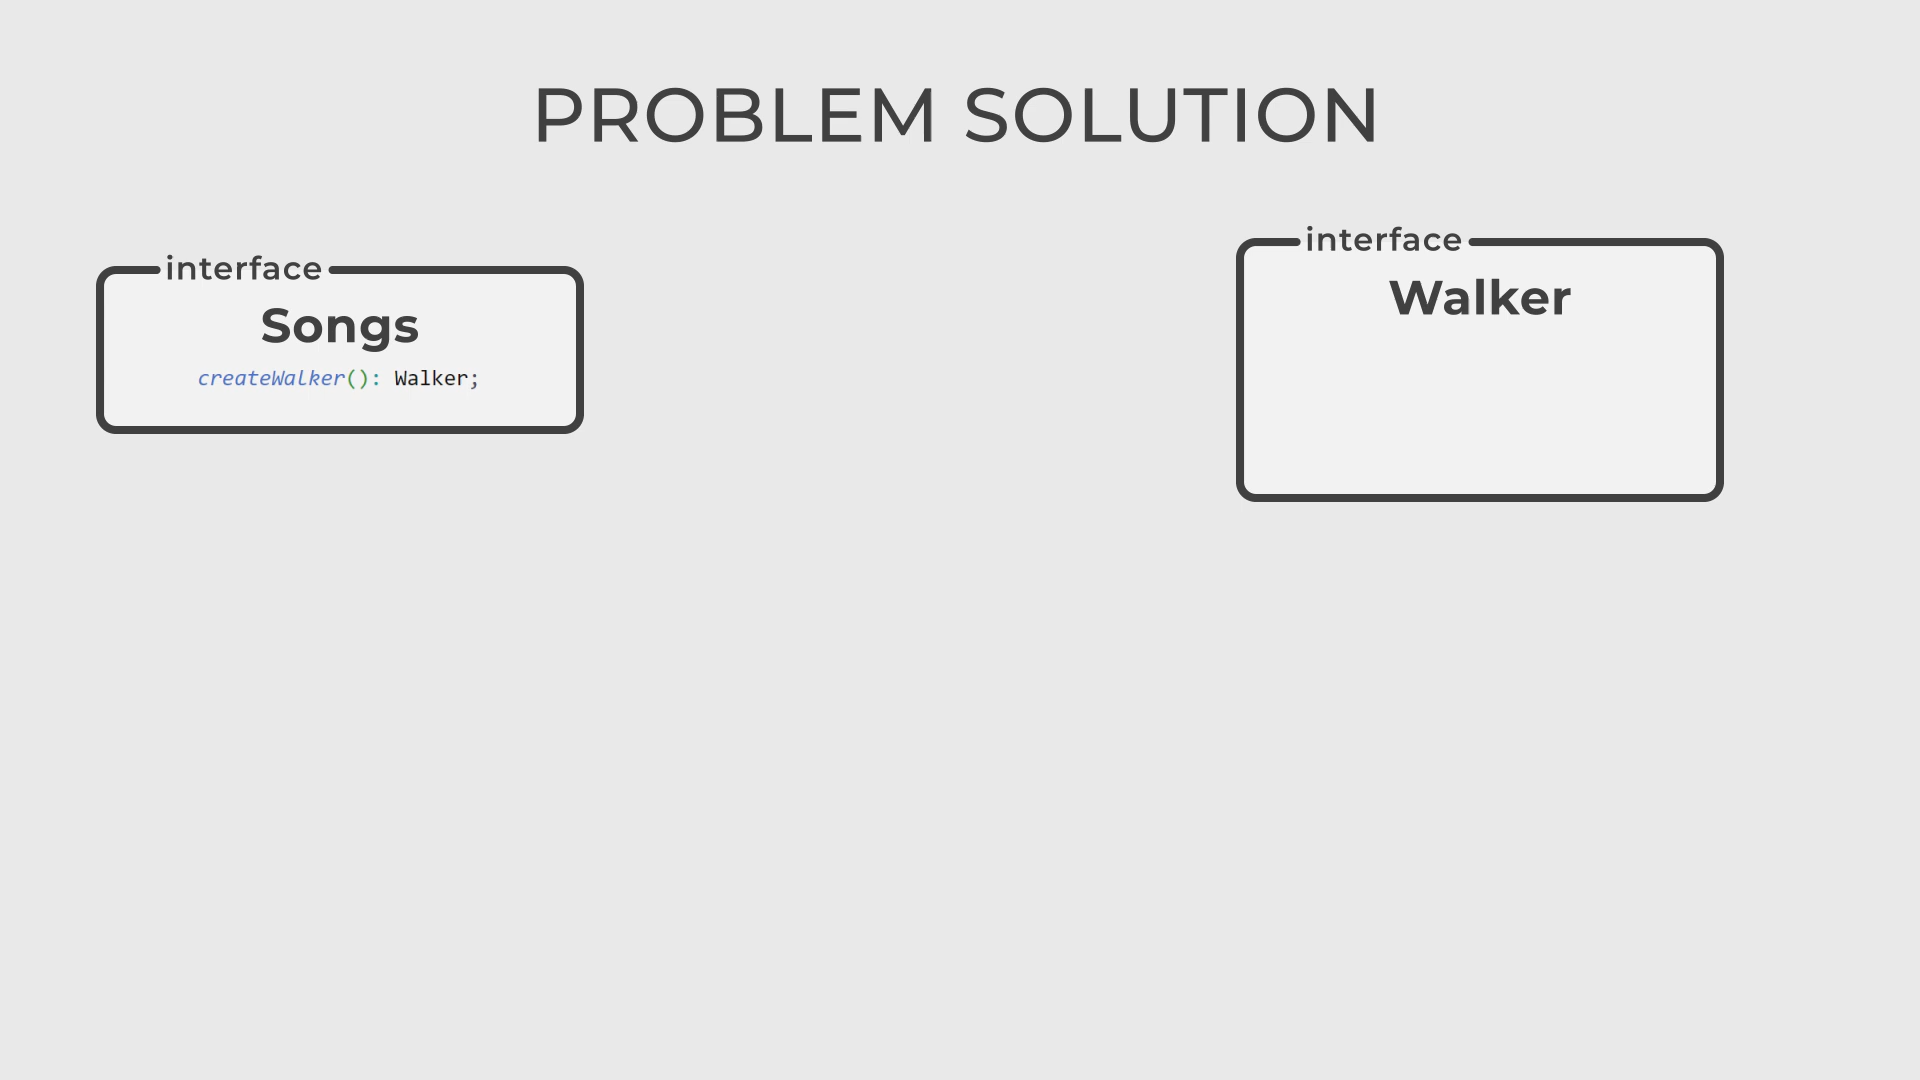 PROBLEM SOLUTION
interface
Songs
createWalker(): Walker;
interface
Walker